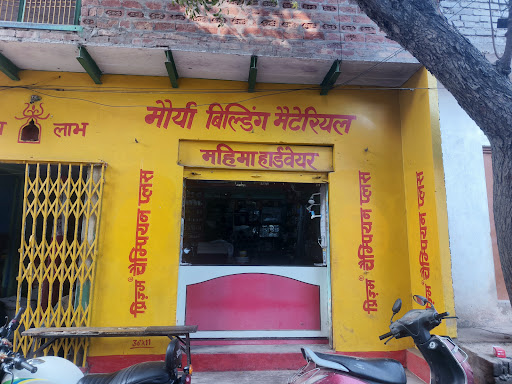 लाभ
मौर्या बिल्डिंग मैटेरियल
महिमा हार्डवेयर
प्रिज़्म चैम्पियन प्लस
प्रिज़्म चैम्पियन प्लस
प्रिज़्म चैम्पियन प्लस